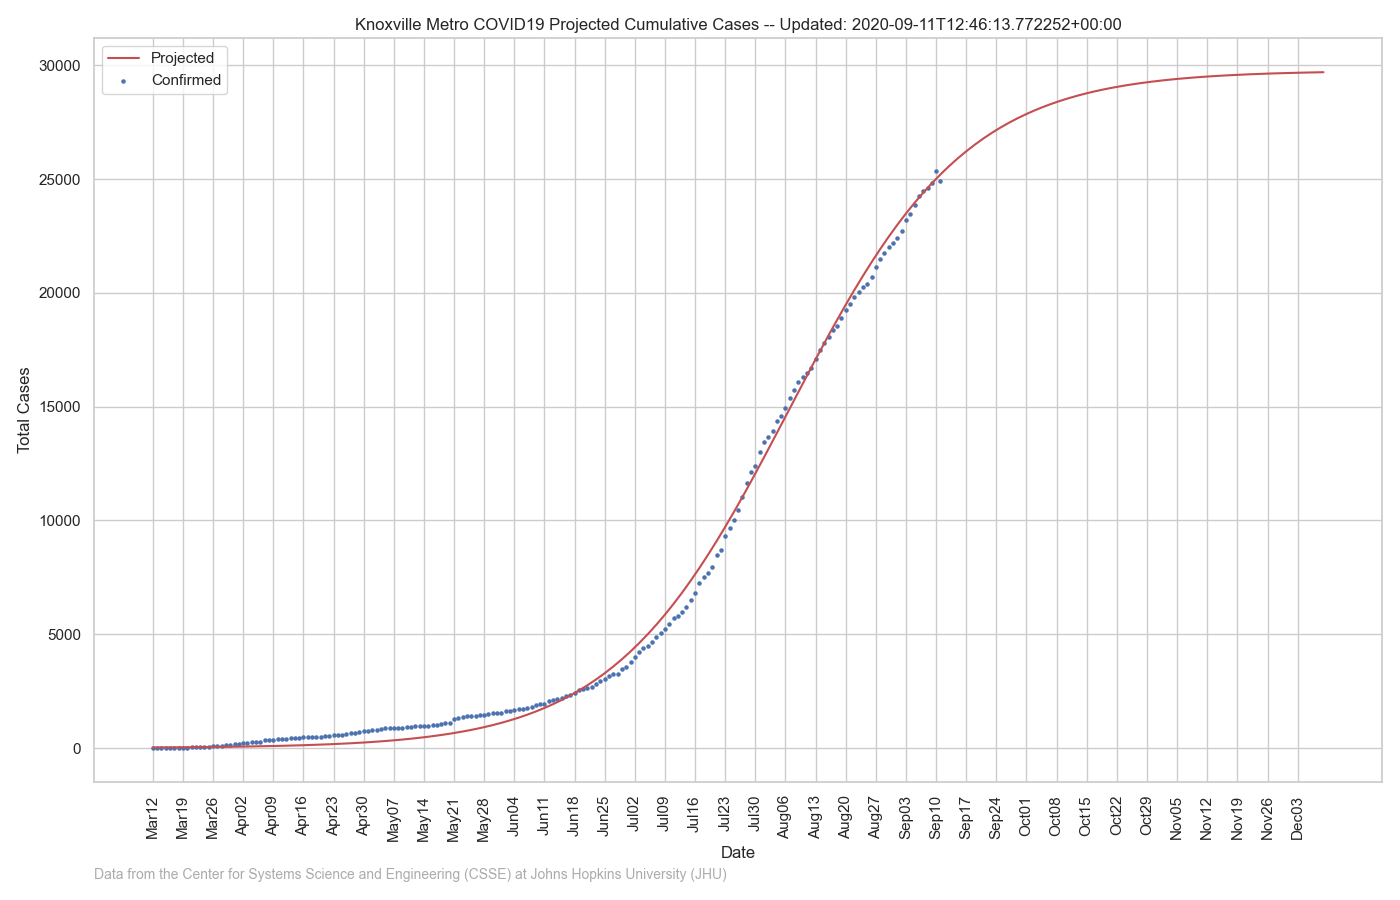 Knoxville Metro COVID19 Projected Cumulative Cases -- Updated: 2020-09-11T12:46:13.772252+00:00
Projected
Confirmed
30000
25000
20000
15000
10000
5000
0
Total Cases
Mar12
Mar19
Mar26
Apr02
Apr09
Apr16
Apr23
Apr30
May07
May14
May21
May28
Jun04
Jun11
Jun18
Jun25
Jul02
Jul09
Jul16
Jul23
Jul30
Aug06
Aug13
Aug20
Aug27
Sep03
Sep10
Sep17
Sep24
Oct01
Oct08
Oct15
Oct22
Oct29
Nov05
Nov12
Nov19
Nov26
Dec03
Date
Data from the Center for Systems Science and Engineering (CSSE) at Johns Hopkins University (JHU)